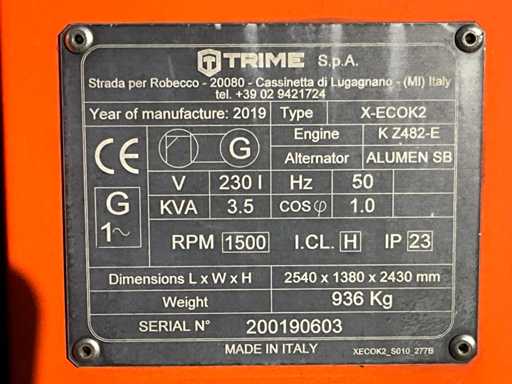 TRIME S.p.A.
Strada per Robecco - 20080 - Cassinetta di Lugagnano - (MI) Italy
tel. +39 02 9421724
Year of manufacture: 2019 Type X-ECOK2
Engine K Z482-E
Alternator ALUMEN SB
CE G
V 230 I Hz 50
G 1~ KVA 3.5 COSφ 1.0
RPM 1500 I.CL. H IP 23
Dimensions L x W x H 2540 x 1380 x 2430 mm
Weight 936 Kg
SERIAL N° 200190603
MADE IN ITALY XECOK2_S010_277B